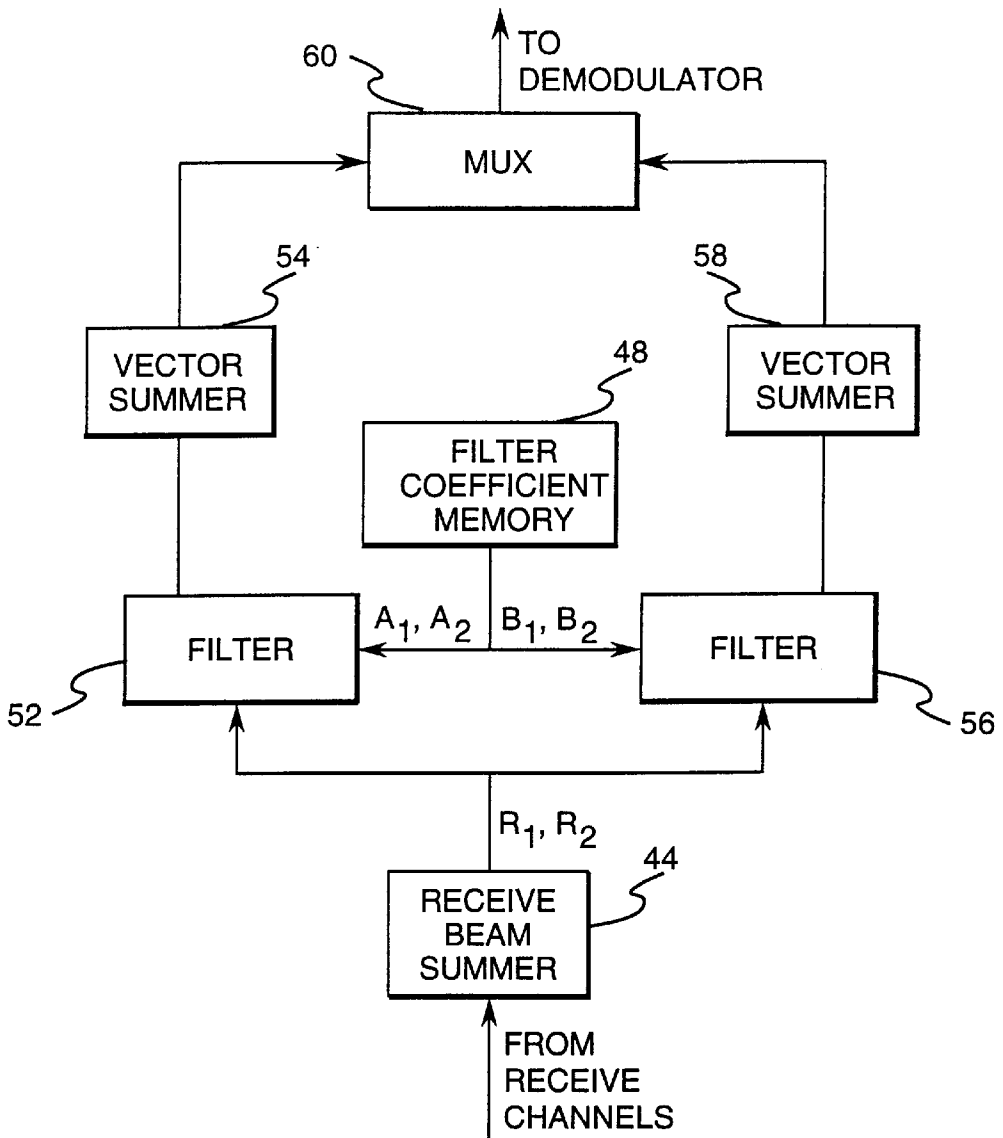 60
TO
DEMODULATOR
MUX
54
58
VECTOR
SUMMER
48
VECTOR
SUMMER
FILTER
COEFFICIENT
MEMORY
A1, A2
B1, B2
FILTER
FILTER
52
56
R1, R2
44
RECEIVE
BEAM
SUMMER
FROM
RECEIVE
CHANNELS